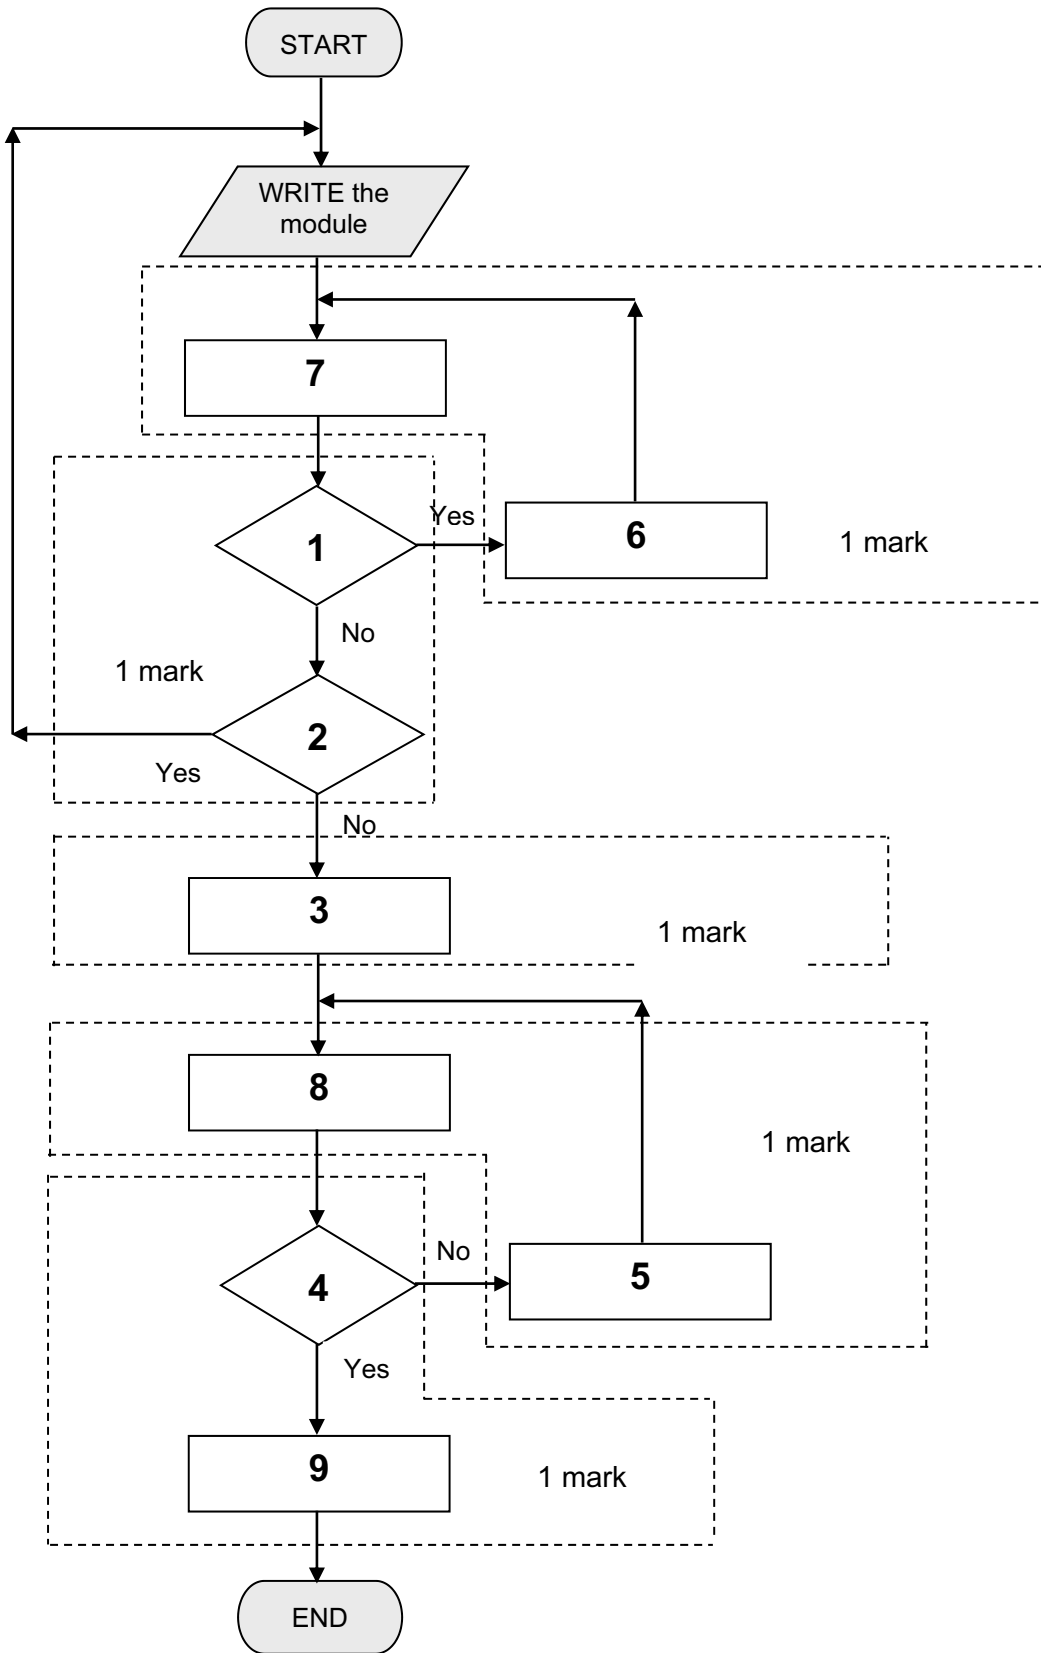 START
WRITE the
module
7
1
Yes
6
1 mark
No
1 mark
2
Yes
No
3
1 mark
8
1 mark
4
No
5
Yes
9
1 mark
END